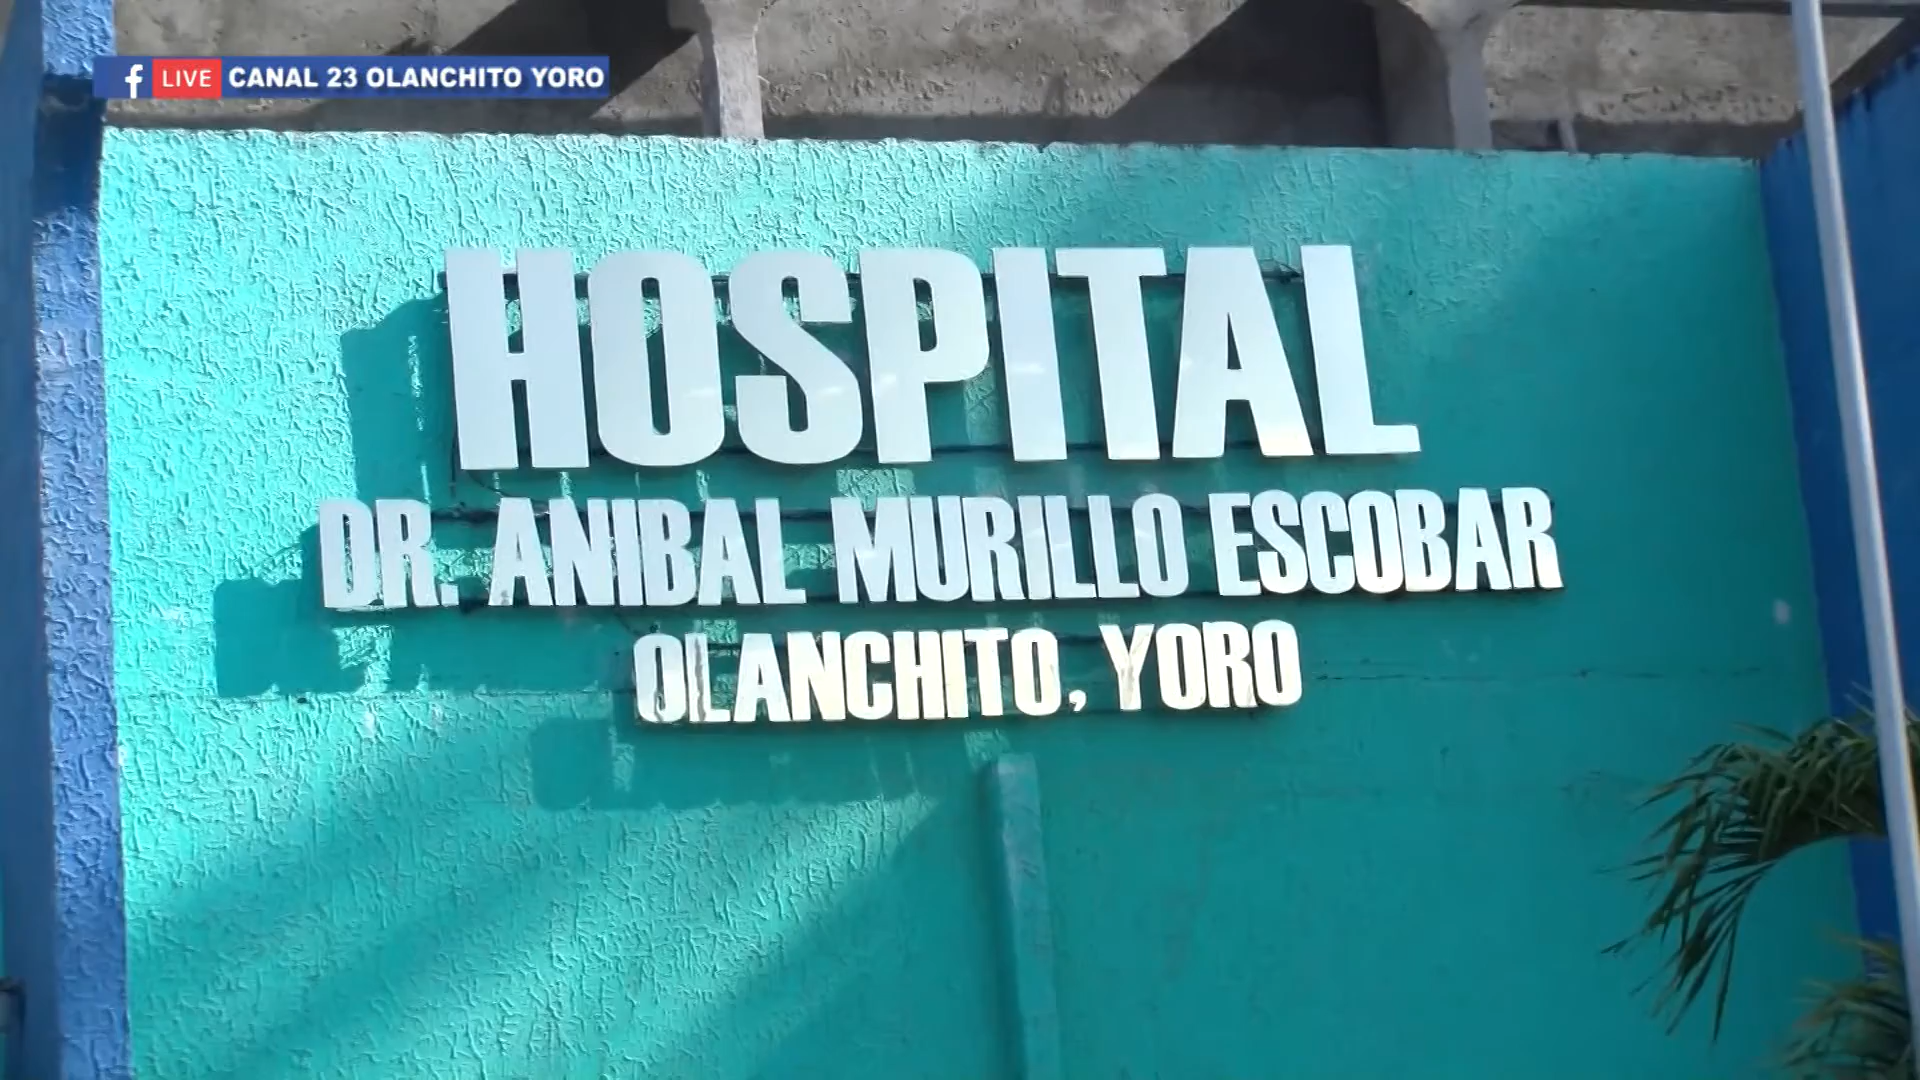 f LIVE CANAL 23 OLANCHITO YORO
HOSPITAL
DR. ANIBAL MURILLO ESCOBAR
OLANCHITO, YORO